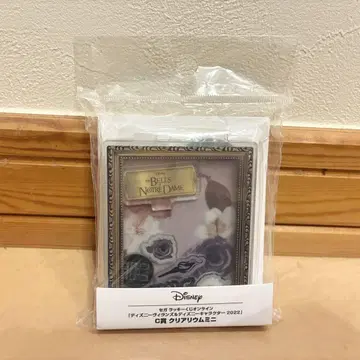 THE
BELLS
OF
NOTRE DAME
Disney
セガ ラッキーくじオンライン
「ディズニーヴィランズ&ディズニーキャラクター 2022」
C賞 クリアリウムミニ